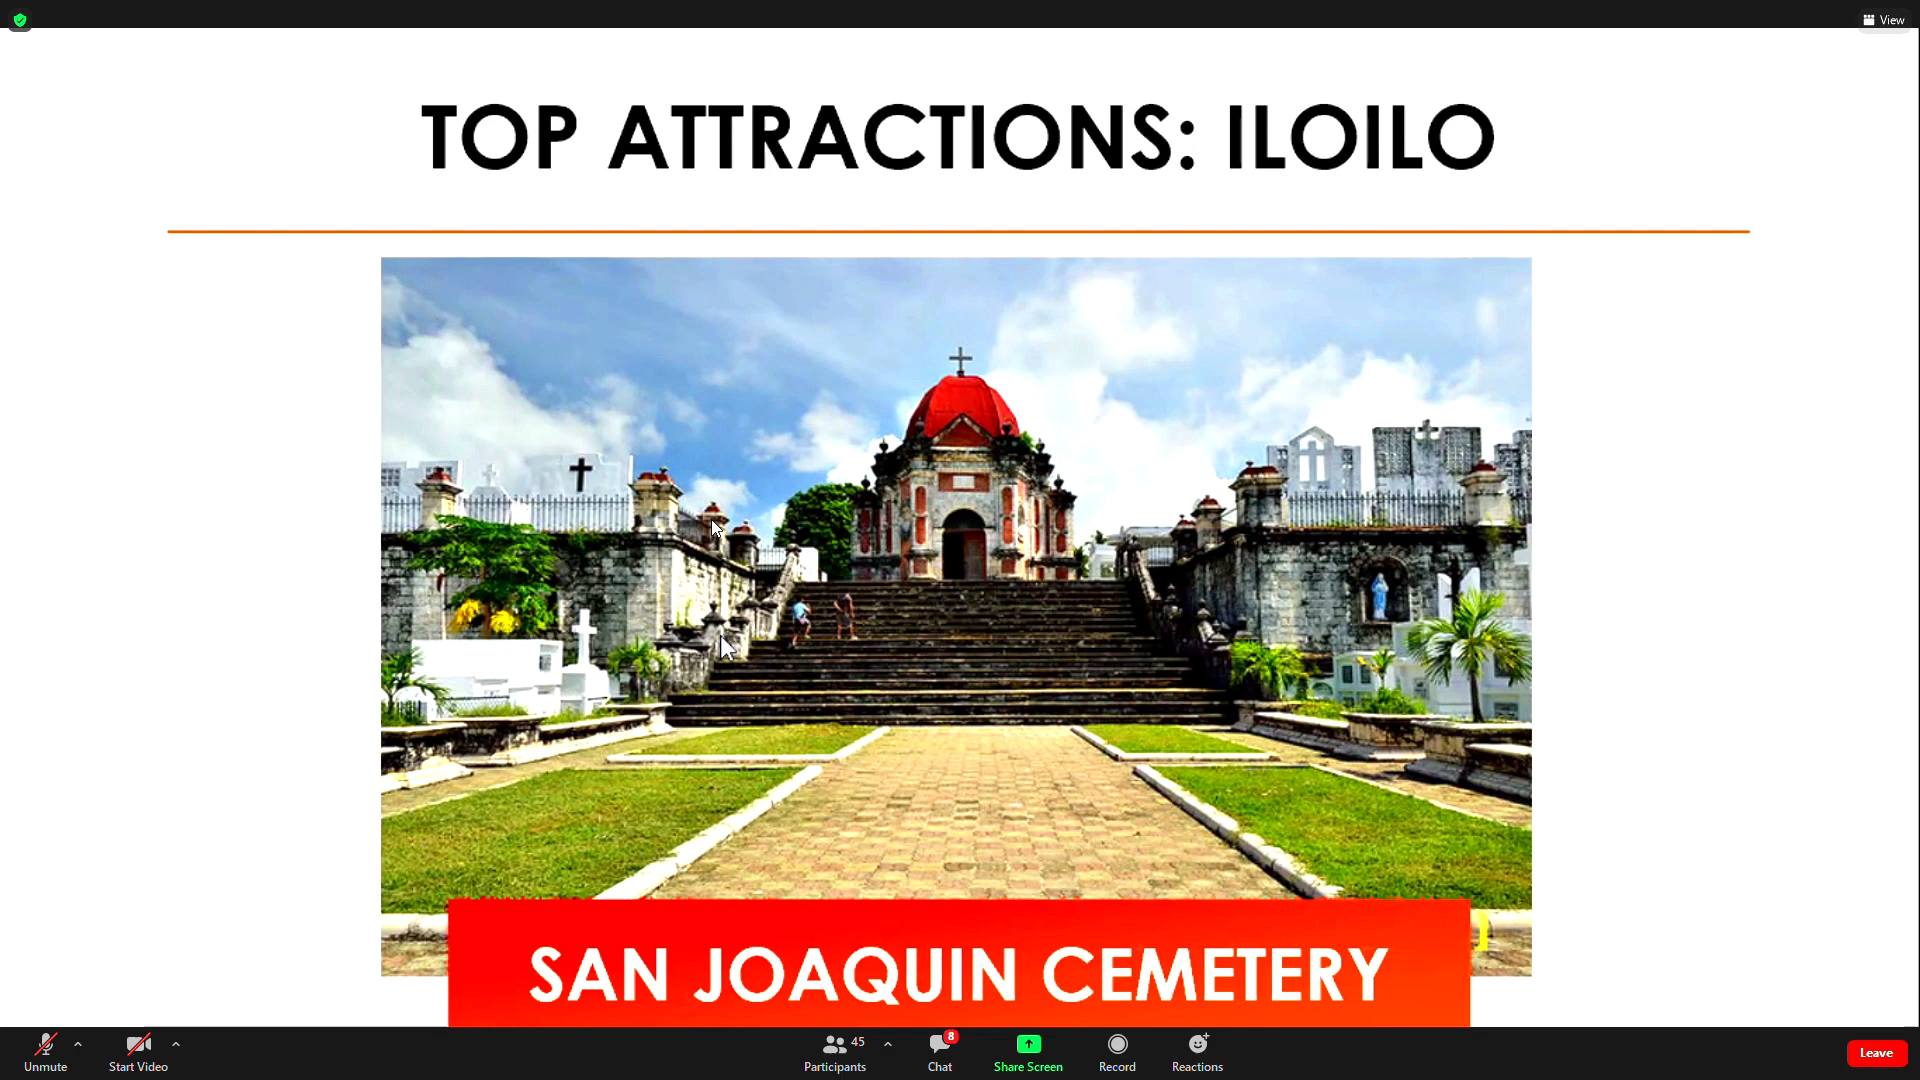 View
TOP ATTRACTIONS: ILOILO
SAN JOAQUIN CEMETERY
Unmute
Start Video
45
Participants
8
Chat
Share Screen
Record
Reactions
Leave